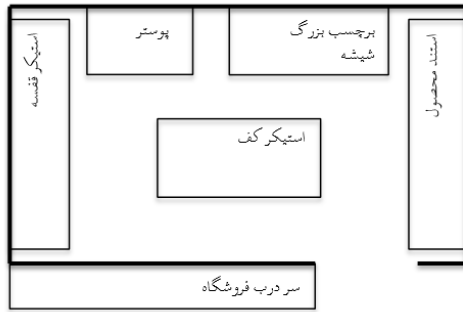 برچسب بزرگ
شیشه
پوستر
استند محصول
استیکر قفسه
استیکر کف
سر درب فروشگاه